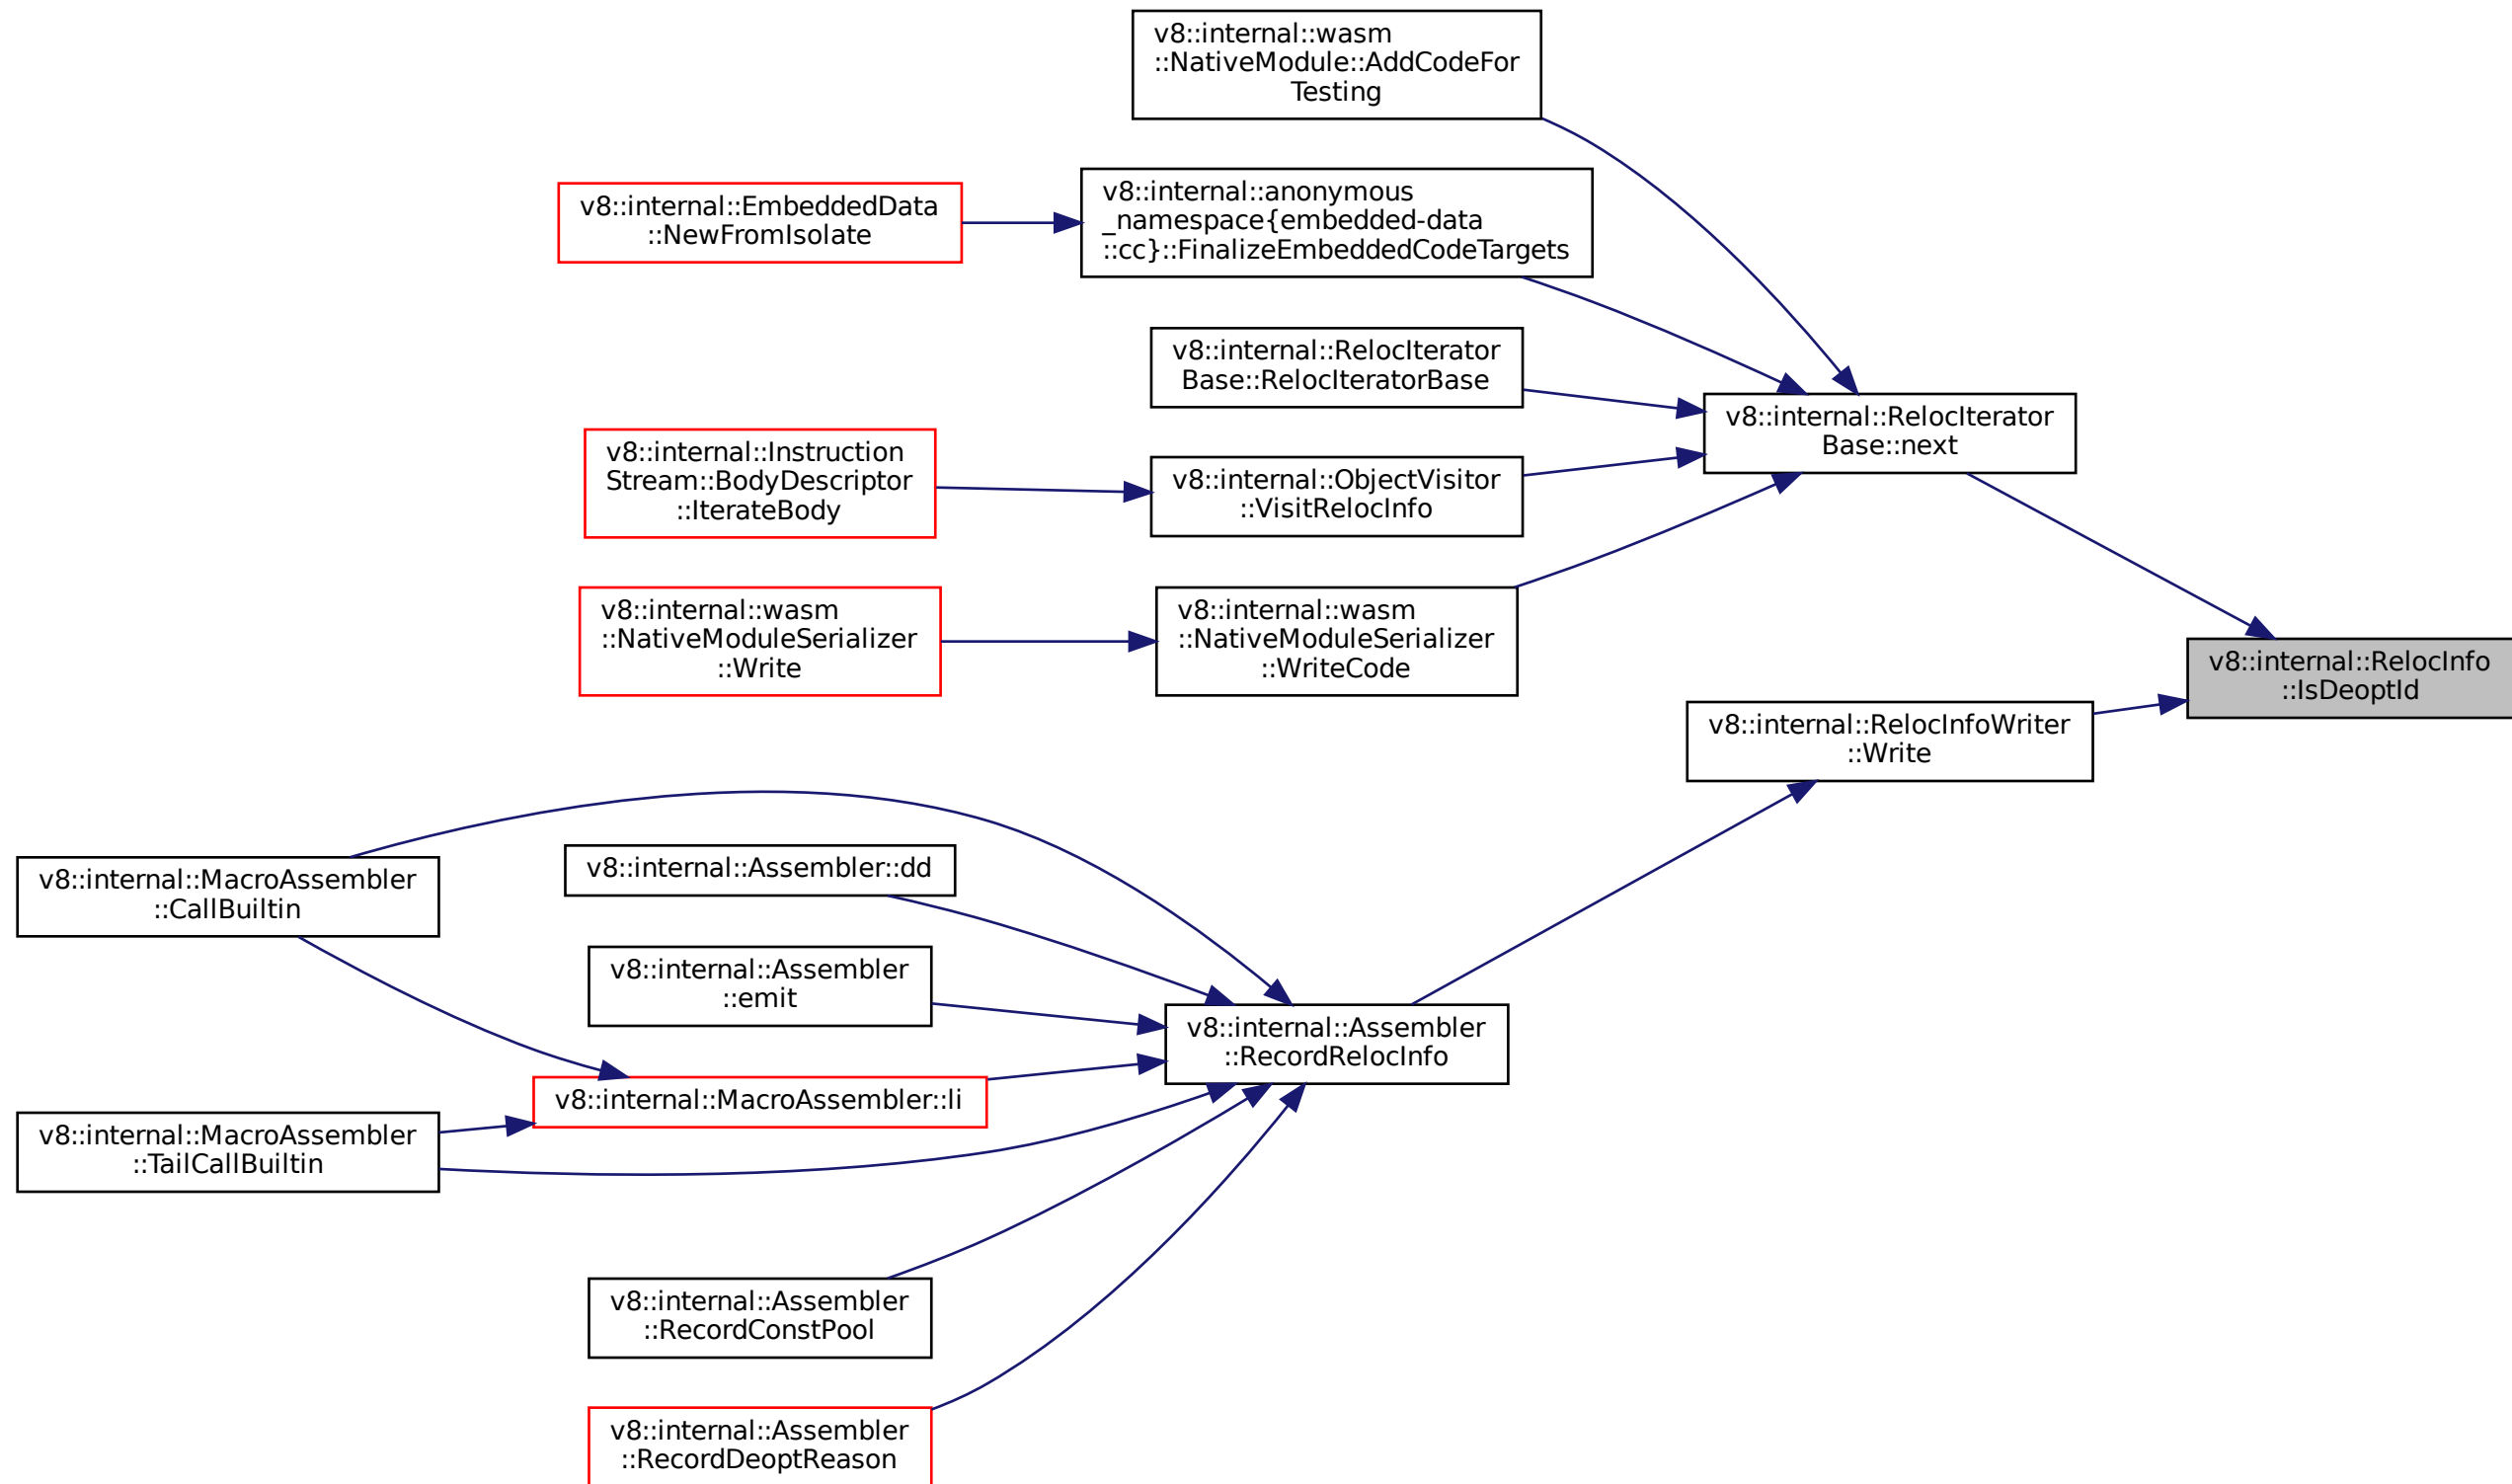 v8::internal::wasm
::NativeModule::AddCodeFor
Testing
v8::internal::EmbeddedData
::NewFromIsolate
v8::internal::anonymous
_namespace{embedded-data
::cc}::FinalizeEmbeddedCodeTargets
v8::internal::RelocIterator
Base::RelocIteratorBase
v8::internal::RelocIterator
Base::next
v8::internal::Instruction
Stream::BodyDescriptor
::IterateBody
v8::internal::ObjectVisitor
::VisitRelocInfo
v8::internal::wasm
::NativeModuleSerializer
::Write
v8::internal::wasm
::NativeModuleSerializer
::WriteCode
v8::internal::RelocInfo
::IsDeoptId
v8::internal::RelocInfoWriter
::Write
v8::internal::MacroAssembler
::CallBuiltin
v8::internal::Assembler::dd
v8::internal::Assembler
::emit
v8::internal::Assembler
::RecordRelocInfo
v8::internal::MacroAssembler::li
v8::internal::MacroAssembler
::TailCallBuiltin
v8::internal::Assembler
::RecordConstPool
v8::internal::Assembler
::RecordDeoptReason